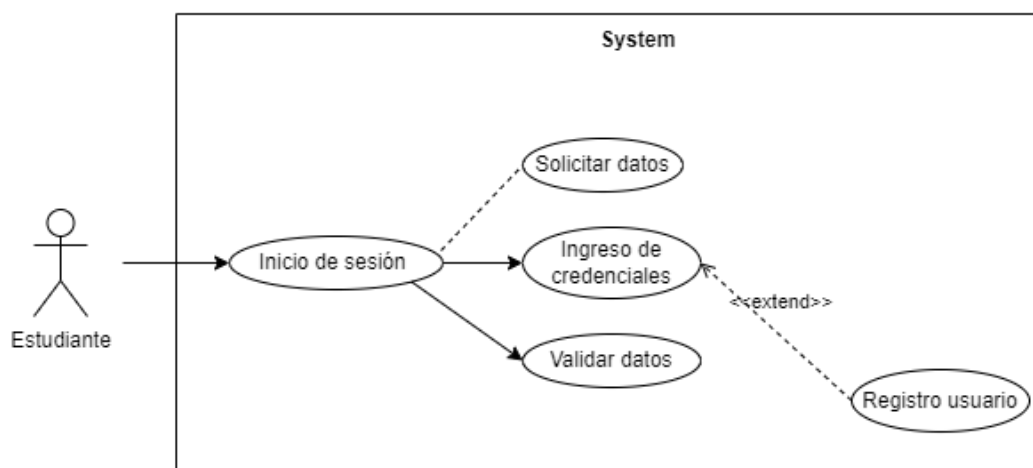 System
Solicitar datos
Inicio de sesión
Ingreso de
credenciales
<<extend>>
Estudiante
Validar datos
Registro usuario